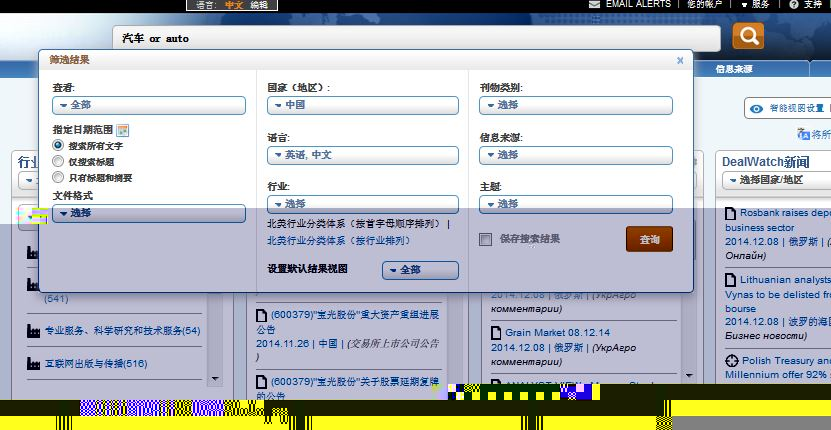 语言: 中文 编辑
EMAIL ALERTS | 您的帐户 | 服务 | 支持
汽车 or auto
信息来源
筛选结果
x
查看:
全部
指定日期范围
搜索所有文字
仅搜索标题
只有标题和摘要
文件格式
选择
国家（地区）:
中国
语言:
英语, 中文
行业:
选择
北美行业分类体系（按首字母顺序排列） |
北美行业分类体系（按行业排列）
设置默认结果视图
全部
刊物类别:
选择
信息来源:
选择
主题:
选择
保存搜索结果
查询
智能视图设置
将所
行
(541)
专业服务、科学研究和技术服务(54)
互联网出版与传播(516)
(600379)"宝光股份"重大资产重组进展
公告
2014.11.26 | 中国 | (交易所上市公司公告
)
(600379)"宝光股份"关于股票延期复牌
的公告
2014.12.08 | 俄罗斯 | (УкрАгро
комментарии)
Grain Market 08.12.14
2014.12.08 | 俄罗斯 | (УкрАгро
комментарии)
DealWatch新闻
选择国家/地区
Rosbank raises depo
business sector
2014.12.08 | 俄罗斯 | (
Онлайн)
Lithuanian analysts
Vynas to be delisted fro
bourse
2014.12.08 | 波罗的海国
Бизнес новости)
Polish Treasury and
Millennium offer 92%